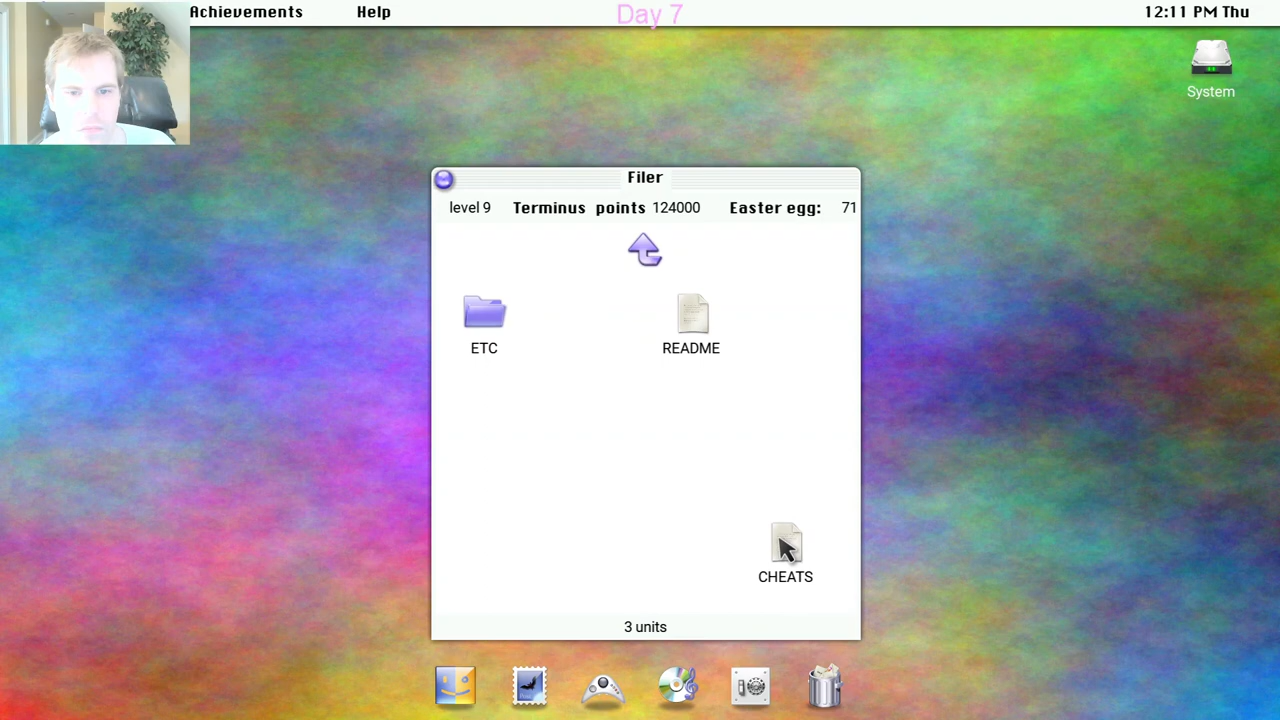 Achievements Help Day 7 12:11 PM Thu
System
Filer
level 9 Terminus points 124000 Easter egg: 71
ETC README
CHEATS
3 units